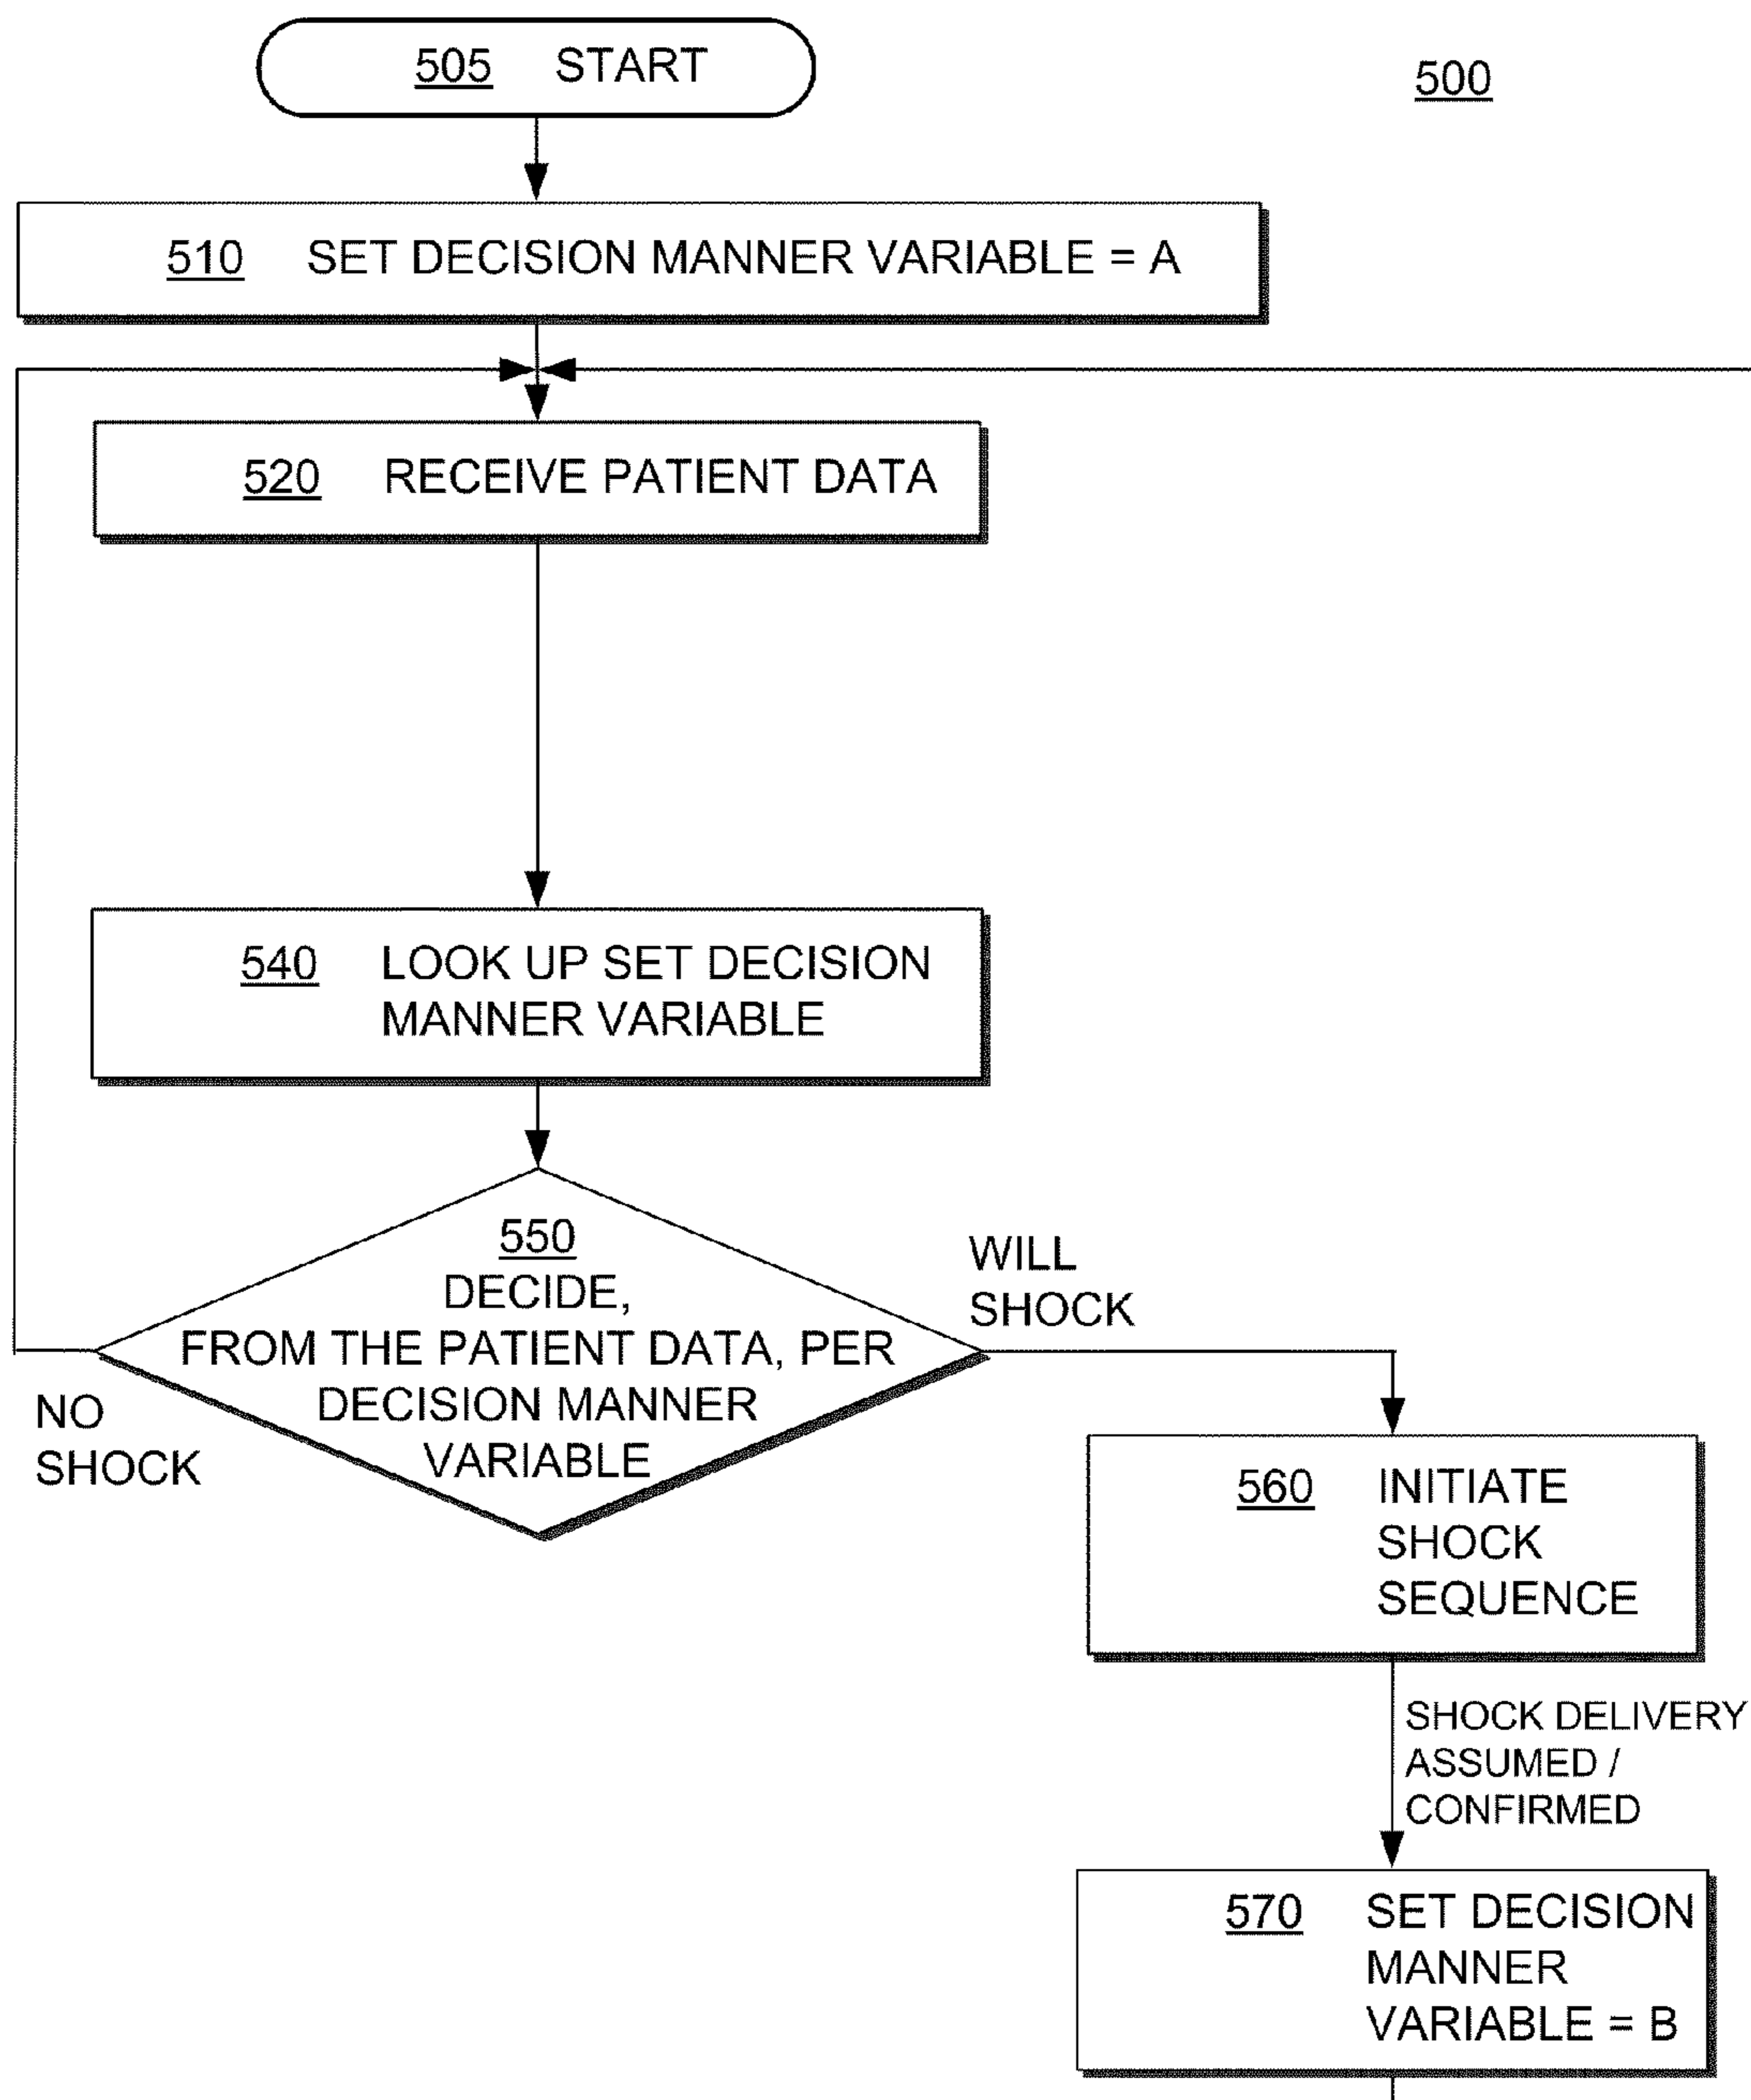 505 START
500
510 SET DECISION MANNER VARIABLE = A
520 RECEIVE PATIENT DATA
540 LOOK UP SET DECISION
MANNER VARIABLE
550
DECIDE,
FROM THE PATIENT DATA, PER
DECISION MANNER
VARIABLE
WILL
SHOCK
NO
SHOCK
560 INITIATE
SHOCK
SEQUENCE
SHOCK DELIVERY
ASSUMED /
CONFIRMED
570 SET DECISION
MANNER
VARIABLE = B